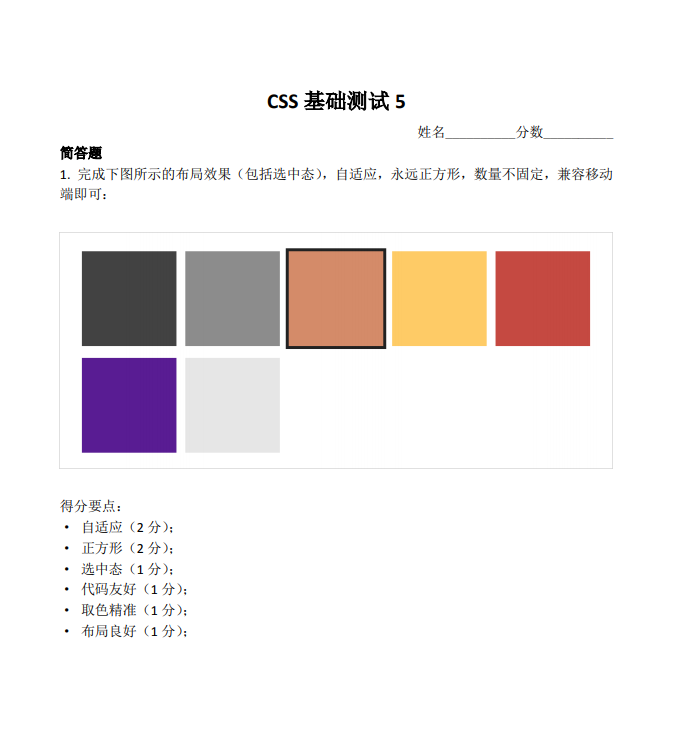 CSS 基础测试 5
姓名__________分数__________
简答题
1. 完成下图所示的布局效果（包括选中态），自适应，永远正方形，数量不固定，兼容移动
端即可：
得分要点：
• 自适应（2 分）；
• 正方形（2 分）；
• 选中态（1 分）；
• 代码友好（1 分）；
• 取色精准（1 分）；
• 布局良好（1 分）；